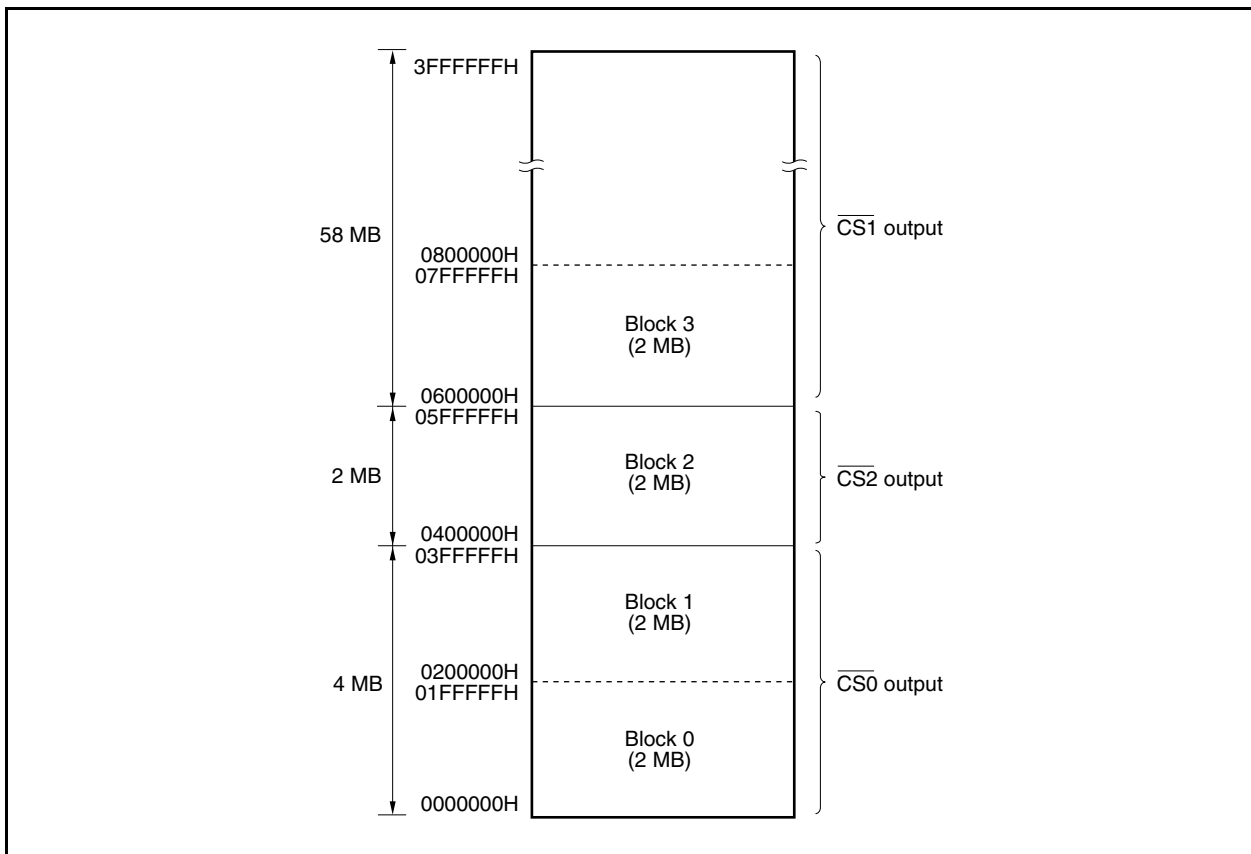 3FFFFFFH
58 MB
CS1 output
0800000H
07FFFFFH
Block 3
(2 MB)
0600000H
05FFFFFH
2 MB
Block 2
(2 MB)
CS2 output
0400000H
03FFFFFH
Block 1
(2 MB)
4 MB
0200000H
01FFFFFH
CS0 output
Block 0
(2 MB)
0000000H